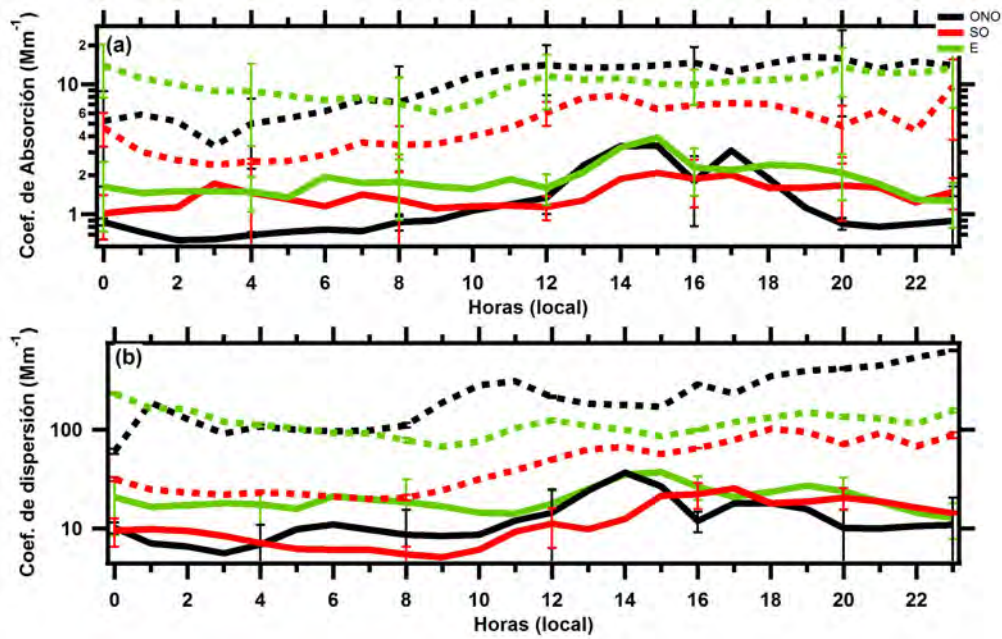 (a)
ONO
SO
E
Coef. de Absorción (Mm⁻¹)
2
10
6
4
2
1
0 2 4 6 8 10 12 14 16 18 20 22
Horas (local)
(b)
Coef. de dispersión (Mm⁻¹)
100
10
0 2 4 6 8 10 12 14 16 18 20 22
Horas (local)